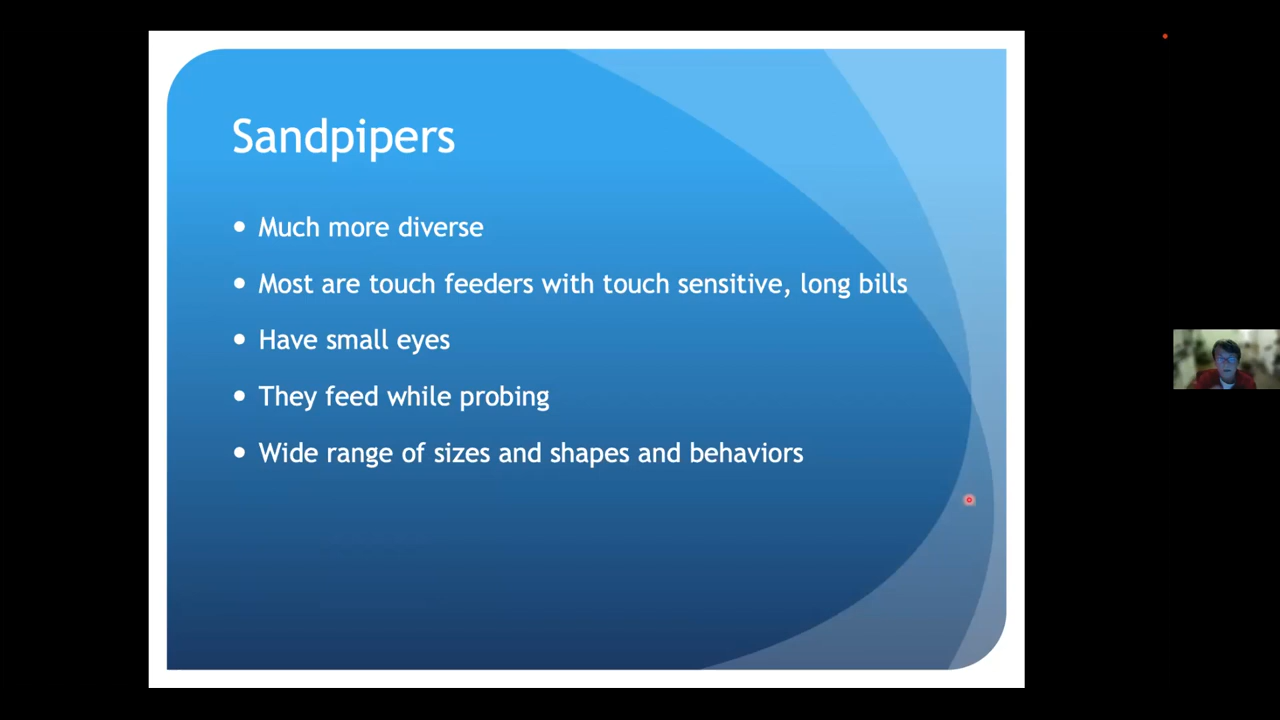 Sandpipers
• Much more diverse
• Most are touch feeders with touch sensitive, long bills
• Have small eyes
• They feed while probing
• Wide range of sizes and shapes and behaviors